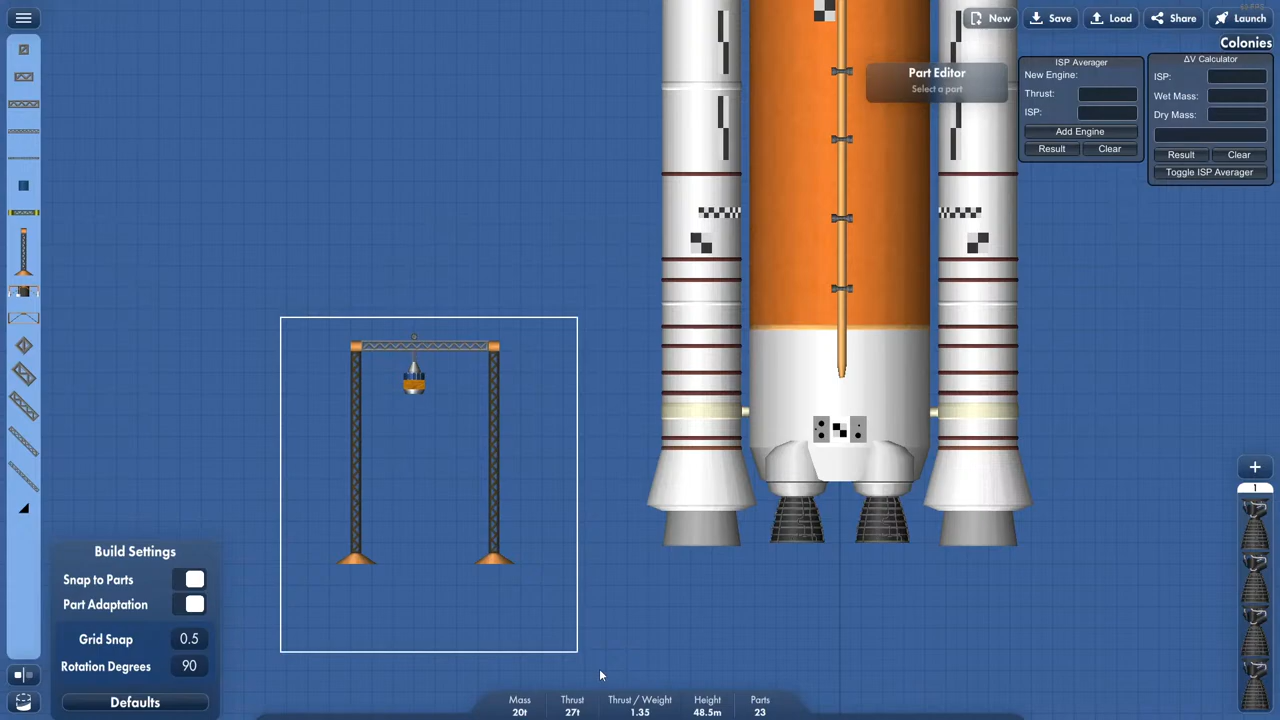 New
Save
Load
Share
Launch
Colonies
Part Editor
Select a part
ISP Averager
New Engine:
Thrust:
ISP:
Add Engine
Result
Clear
ΔV Calculator
ISP:
Wet Mass:
Dry Mass:
Result
Clear
Toggle ISP Averager
1
Build Settings
Snap to Parts
Part Adaptation
Grid Snap 0.5
Rotation Degrees 90
Defaults
Mass Thrust Thrust / Weight Height Parts
20t 27t 1.35 48.5m 23